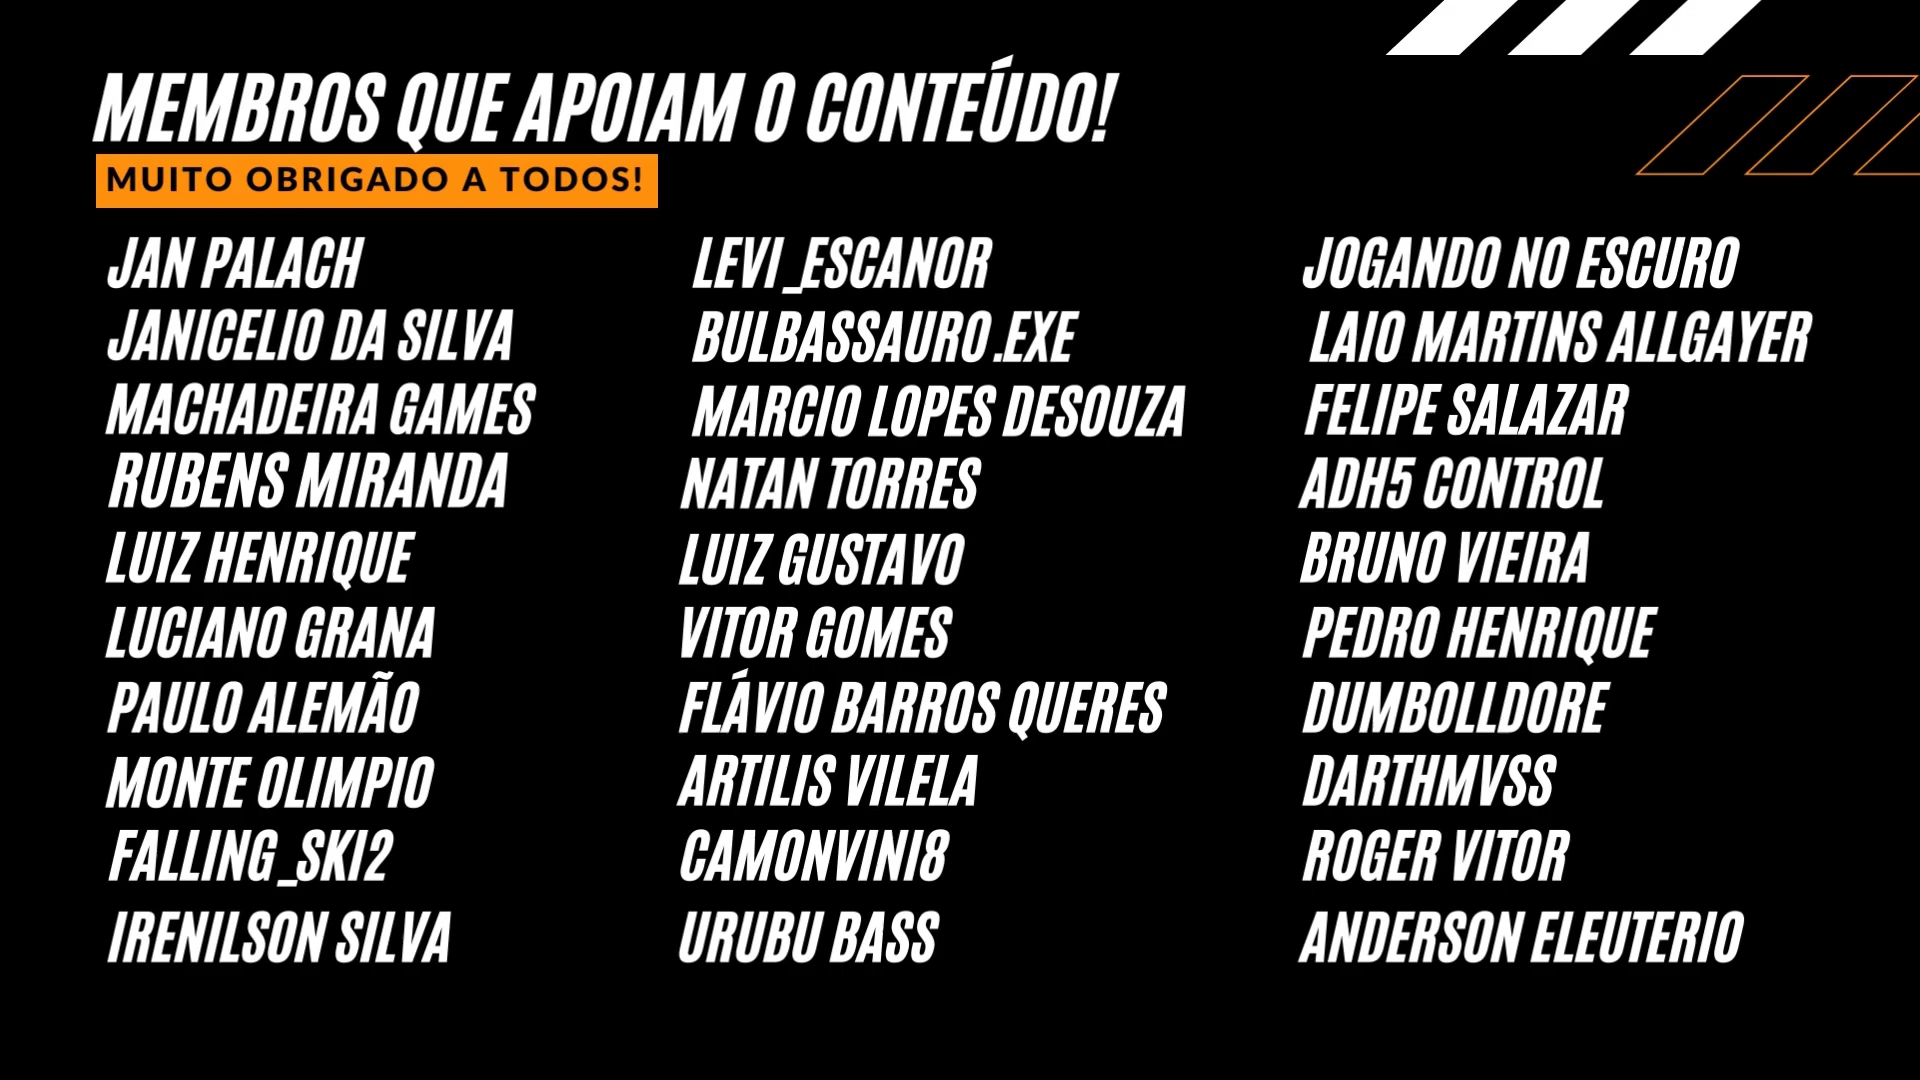 MEMBROS QUE APOIAM O CONTEÚDO!
MUITO OBRIGADO A TODOS!
JAN PALACH
JANICELIO DA SILVA
MACHADEIRA GAMES
RUBENS MIRANDA
LUIZ HENRIQUE
LUCIANO GRANA
PAULO ALEMÃO
MONTE OLIMPIO
FALLING_SKI2
IRENILSON SILVA
LEVI_ESCANOR
BULBASSAURO.EXE
MARCIO LOPES DESOUZA
NATAN TORRES
LUIZ GUSTAVO
VITOR GOMES
FLÁVIO BARROS QUERES
ARTILIS VILELA
CAMONVINI8
URUBU BASS
JOGANDO NO ESCURO
LAIO MARTINS ALLGAYER
FELIPE SALAZAR
ADH5 CONTROL
BRUNO VIEIRA
PEDRO HENRIQUE
DUMBOLLDORE
DARTHMVSS
ROGER VITOR
ANDERSON ELEUTERIO